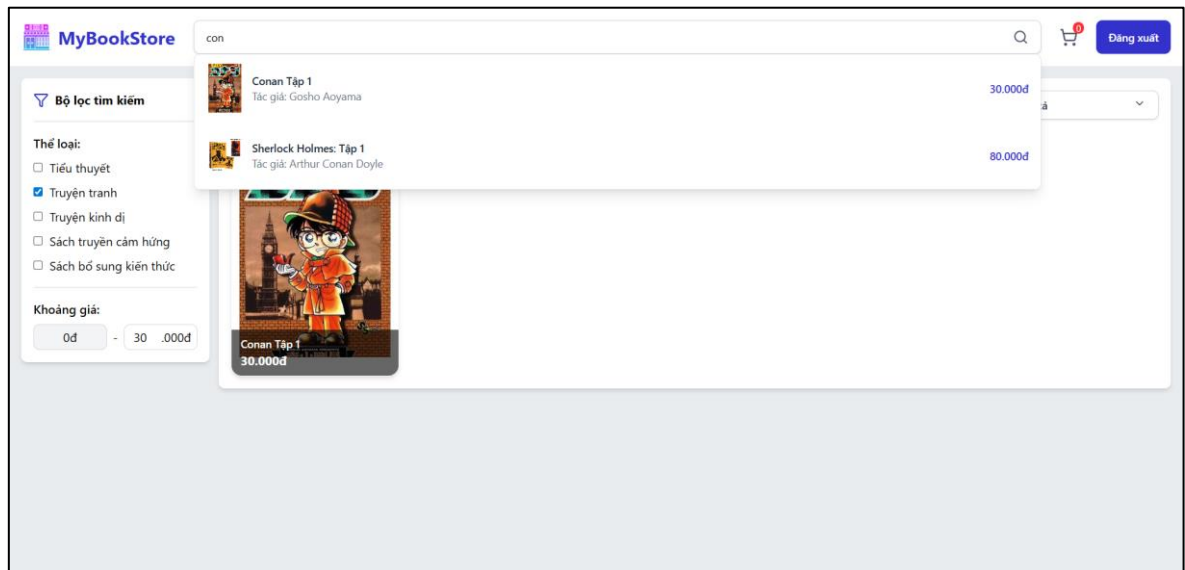 MyBookStore
con
0
Đăng xuất
Conan Tập 1
Tác giả: Gosho Aoyama
30.000đ
Sherlock Holmes: Tập 1
Tác giả: Arthur Conan Doyle
80.000đ
Bộ lọc tìm kiếm
Thể loại:
Tiểu thuyết
Truyện tranh
Truyện kinh dị
Sách truyền cảm hứng
Sách bổ sung kiến thức
Khoảng giá:
0đ - 30 .000đ
Conan Tập 1
30.000đ